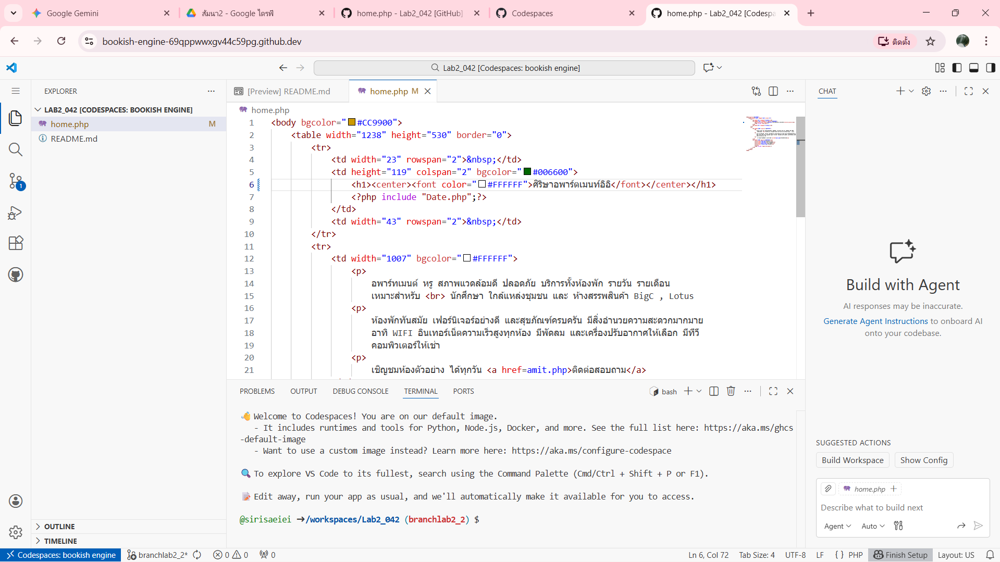 Google Gemini
สัมนา2 - Google ไดรฟ์
home.php - Lab2_042 [GitHub]
Codespaces
home.php - Lab2_042 [Codespa
bookish-engine-69qppwwxgv44c59pg.github.dev
ติดตั้ง
Lab2_042 [Codespaces: bookish engine]
EXPLORER
LAB2_042 [CODESPACES: BOOKISH ENGINE]
home.php M
README.md
1
OUTLINE
TIMELINE
[Preview] README.md
home.php M
home.php
1 <body bgcolor="#CC9900">
2 <table width="1238" height="530" border="0">
3 <tr>
4 <td width="23" rowspan="2">&nbsp;</td>
5 <td height="119" colspan="2" bgcolor="#006600">
6 <h1><center><font color="#FFFFFF">ศิริษาอพาร์ตเมนท์อิอิ</font></center></h1>
7 <?php include "Date.php";?>
8 </td>
9 <td width="43" rowspan="2">&nbsp;</td>
10 </tr>
11 <tr>
12 <td width="1007" bgcolor="#FFFFFF">
13 <p>
14 อพาร์ทเมนต์ หรู สภาพแวดล้อมดี ปลอดภัย บริการทั้งห้องพัก รายวัน รายเดือน
15 เหมาะสำหรับ <br> นักศึกษา ใกล้แหล่งชุมชน และ ห้างสรรพสินค้า BigC , Lotus
16 <p>
17 ห้องพักทันสมัย เฟอร์นิเจอร์อย่างดี และสุขภัณฑ์ครบครัน มีสิ่งอำนวยความสะดวกมากมาย
18 อาทิ WIFI อินเทอร์เน็ตความเร็วสูงทุกห้อง มีพัดลม และเครื่องปรับอากาศให้เลือก มีทีวี
19 คอมพิวเตอร์ให้เช่า
20 <p>
21 เชิญชมห้องตัวอย่าง ได้ทุกวัน <a href=amit.php>ติดต่อสอบถาม</a>
PROBLEMS OUTPUT DEBUG CONSOLE TERMINAL PORTS
bash
👋 Welcome to Codespaces! You are on our default image.
- It includes runtimes and tools for Python, Node.js, Docker, and more. See the full list here: https://aka.ms/ghcs
-default-image
- Want to use a custom image instead? Learn more here: https://aka.ms/configure-codespace
🔍 To explore VS Code to its fullest, search using the Command Palette (Cmd/Ctrl + Shift + P or F1).
📝 Edit away, run your app as usual, and we'll automatically make it available for you to access.
@sirisaeiei ➜/workspaces/Lab2_042 (branchlab2_2) $
CHAT
Build with Agent
AI responses may be inaccurate.
Generate Agent Instructions to onboard AI
onto your codebase.
SUGGESTED ACTIONS
Build Workspace
Show Config
home.php
Describe what to build next
Agent
Auto
Codespaces: bookish engine
branchlab2_2*
0
0
0
Ln 6, Col 72
Tab Size: 4
UTF-8
LF
{ } PHP
Finish Setup
Layout: US